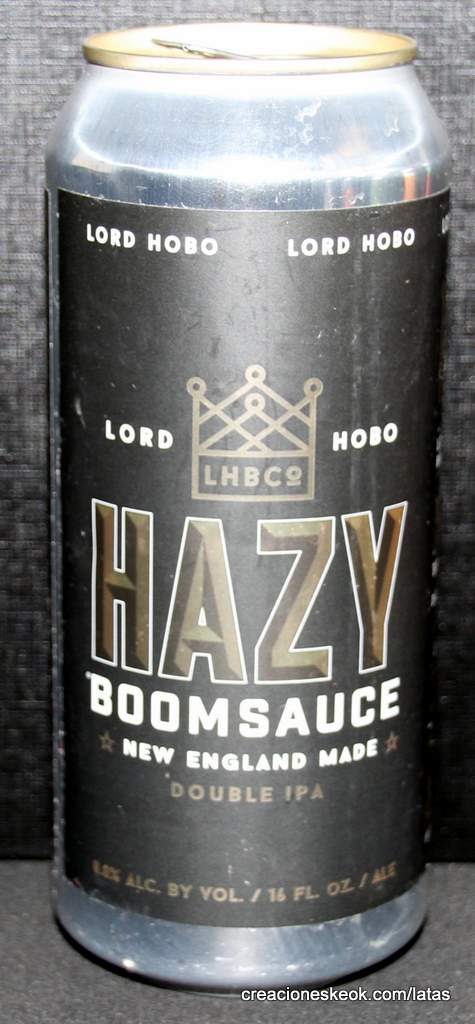 LORD HOBO LORD HOBO
LORD HOBO
LHBCo
HAZY
BOOMSAUCE
NEW ENGLAND MADE
DOUBLE IPA
ALC. BY VOL. / 16 FL. OZ. / ALE
creacioneskeok.com/latas